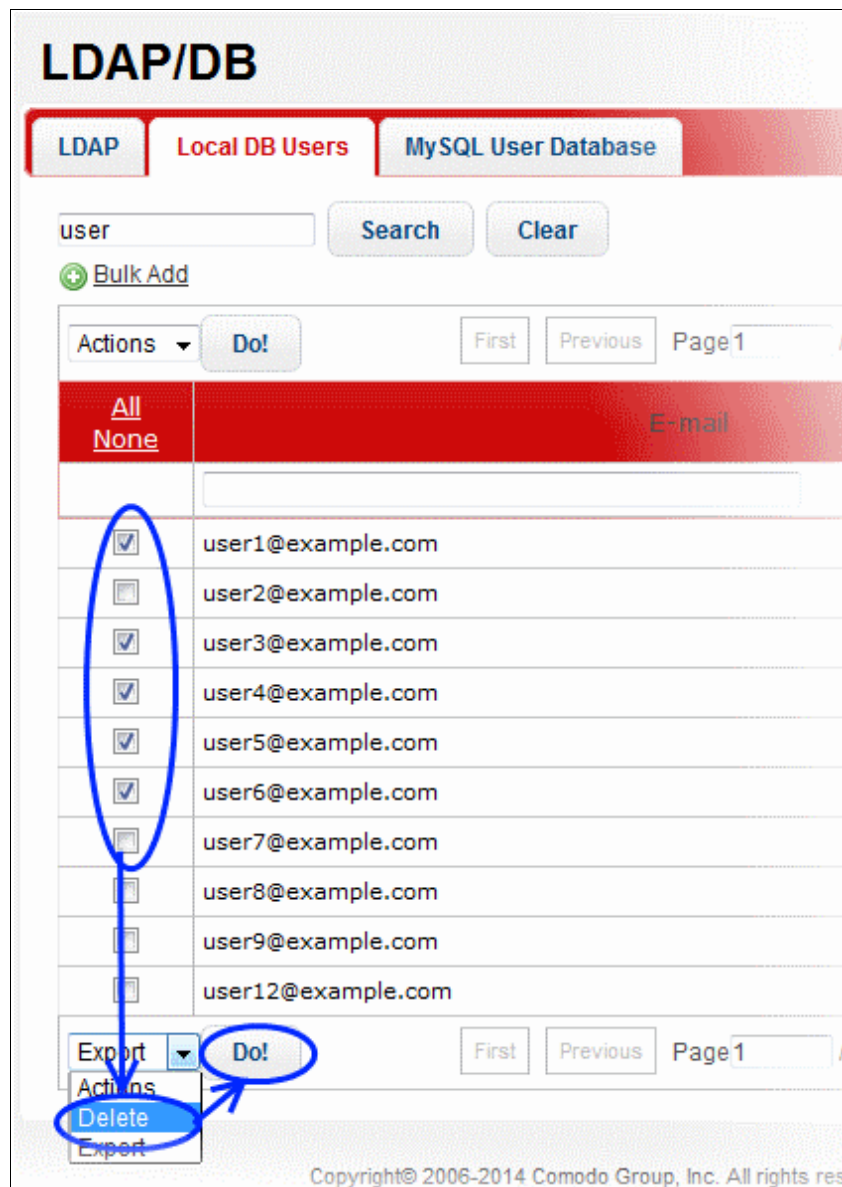 LDAP/DB
LDAP Local DB Users MySQL User Database
user Search Clear
Bulk Add
Actions Do! First Previous Page 1 /
All
None
E-mail
user1@example.com
user2@example.com
user3@example.com
user4@example.com
user5@example.com
user6@example.com
user7@example.com
user8@example.com
user9@example.com
user12@example.com
Export Do! First Previous Page 1 /
Actions
Delete
Export
Copyright© 2006-2014 Comodo Group, Inc. All rights res